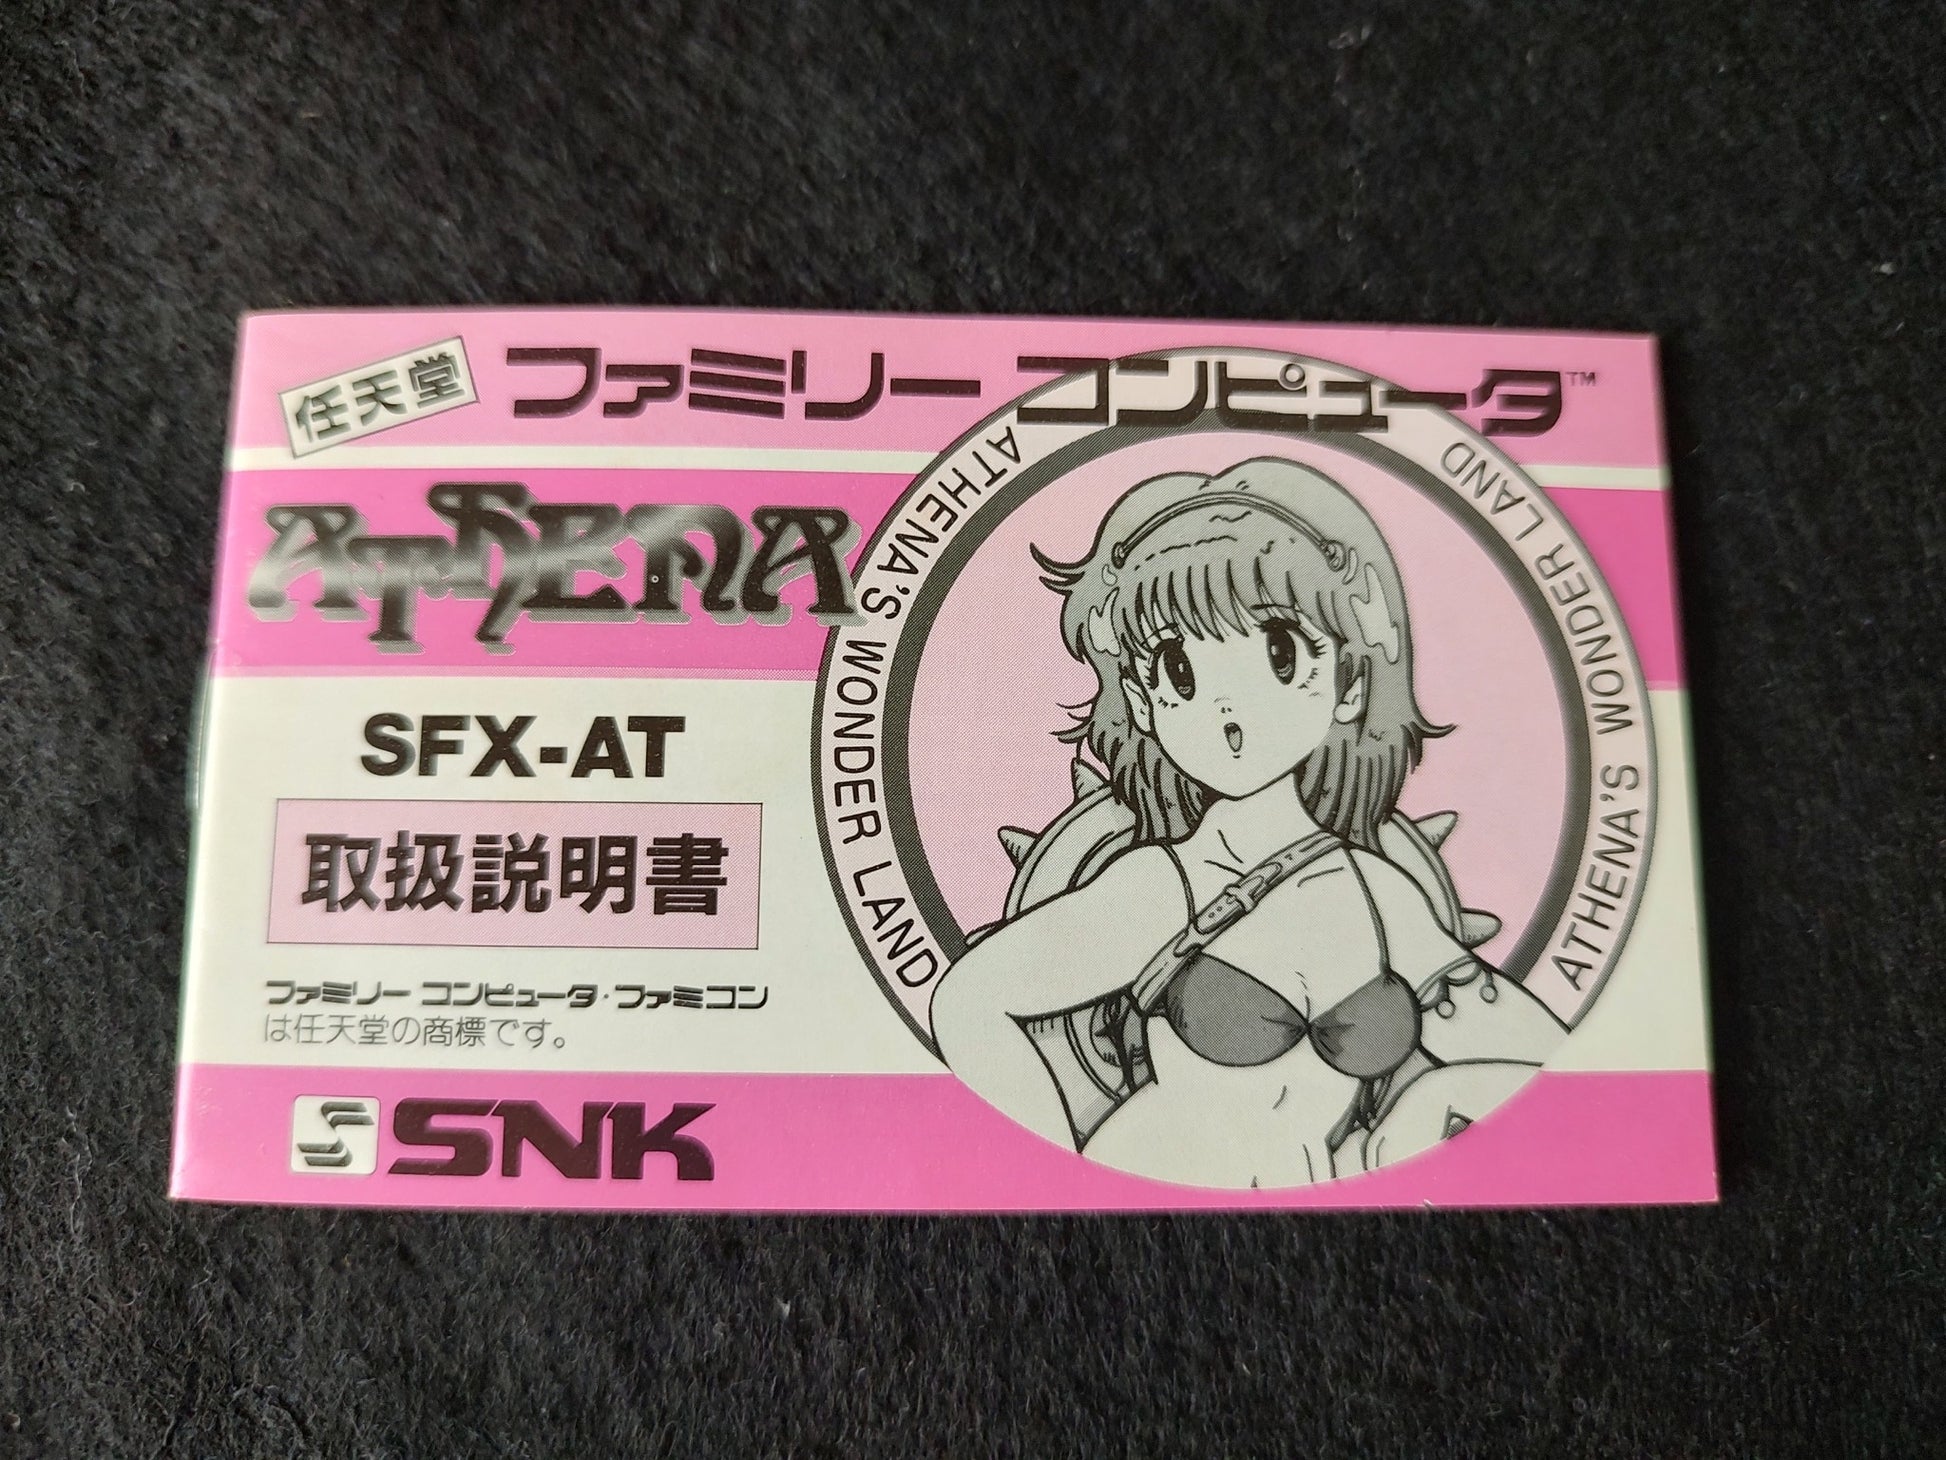 任天堂 ファミリー コンピュータ™
ATHENA
SFX-AT
取扱説明書
ファミリー コンピュータ・ファミコン
は任天堂の商標です。
S SNK
ATHENA'S WONDER LAND
ATHENA'S WONDER LAND